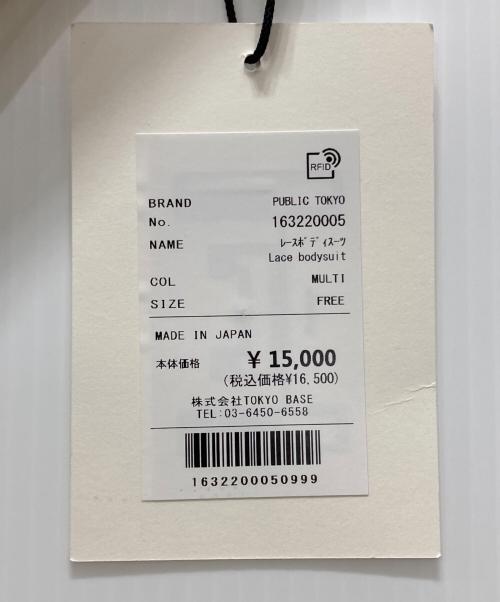 RFID
BRAND PUBLIC TOKYO
No. 163220005
NAME ﾚｰｽﾎﾞﾃﾞｨｽｰﾂ
Lace bodysuit
COL MULTI
SIZE FREE
MADE IN JAPAN
本体価格 ¥ 15,000
(税込価格¥16,500)
株式会社TOKYO BASE
TEL:03-6450-6558
1632200050999